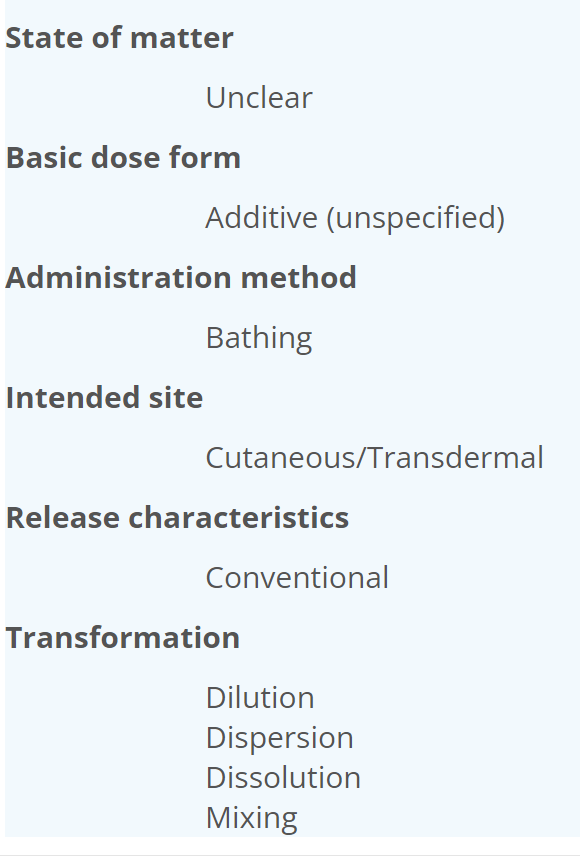 State of matter
Unclear
Basic dose form
Additive (unspecified)
Administration method
Bathing
Intended site
Cutaneous/Transdermal
Release characteristics
Conventional
Transformation
Dilution
Dispersion
Dissolution
Mixing